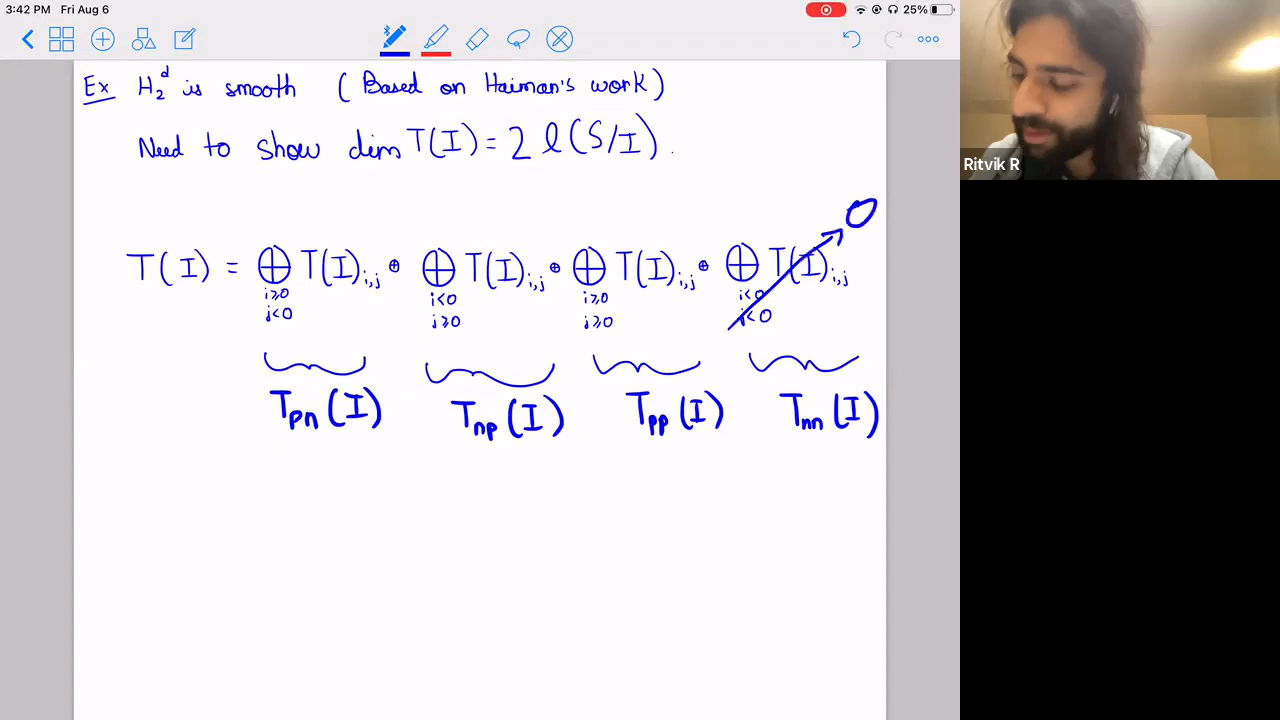 3:42 PM Fri Aug 6 25%
Ex H₂ᵈ is smooth ( Based on Haiman's work )
Need to show dim T(I) = 2 l(S/I).
0
T(I) = ⊕ T(I)i,j ⊕ ⊕ T(I)i,j ⊕ ⊕ T(I)i,j ⊕ ⊕ T(I)i,j
i≥0 i<0 i≥0 i<0
j<0 j≥0 j≥0 j<0
Tpn(I) Tnp(I) Tpp(I) Tnn(I)
Ritvik R